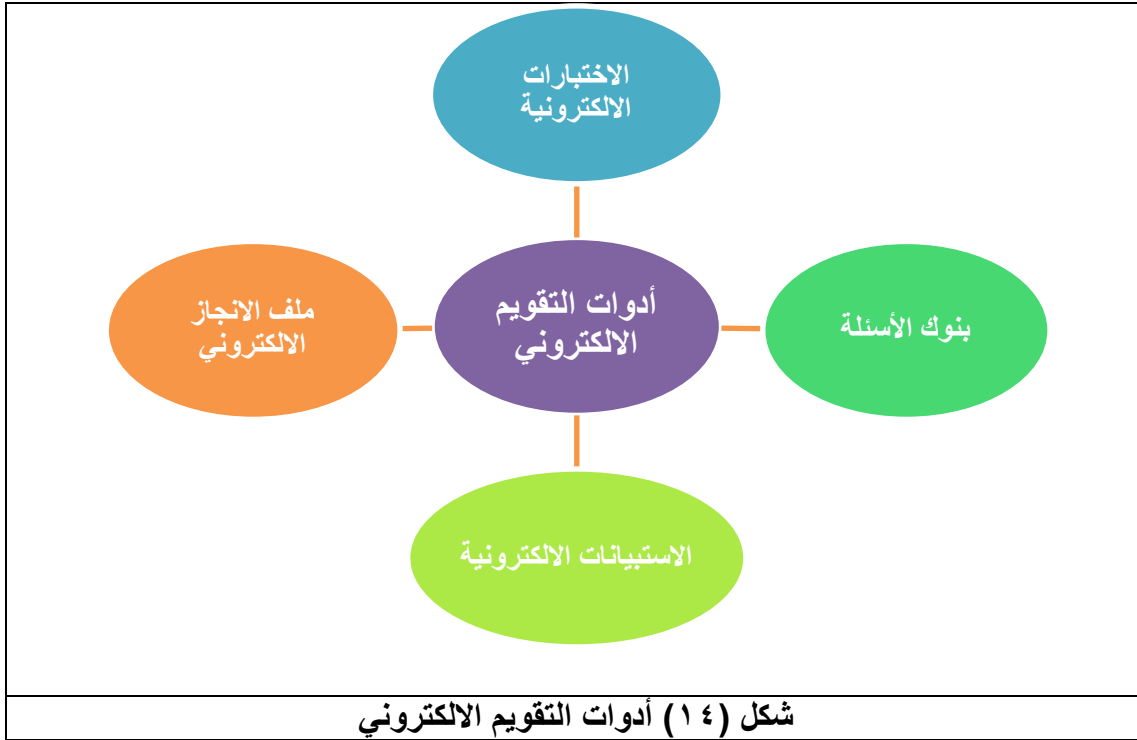 الاختبارات
الالكترونية
بنوك الأسئلة
أدوات التقويم
الالكتروني
ملف الانجاز
الالكتروني
الاستبيانات الالكترونية
شكل (١٤) أدوات التقويم الالكتروني